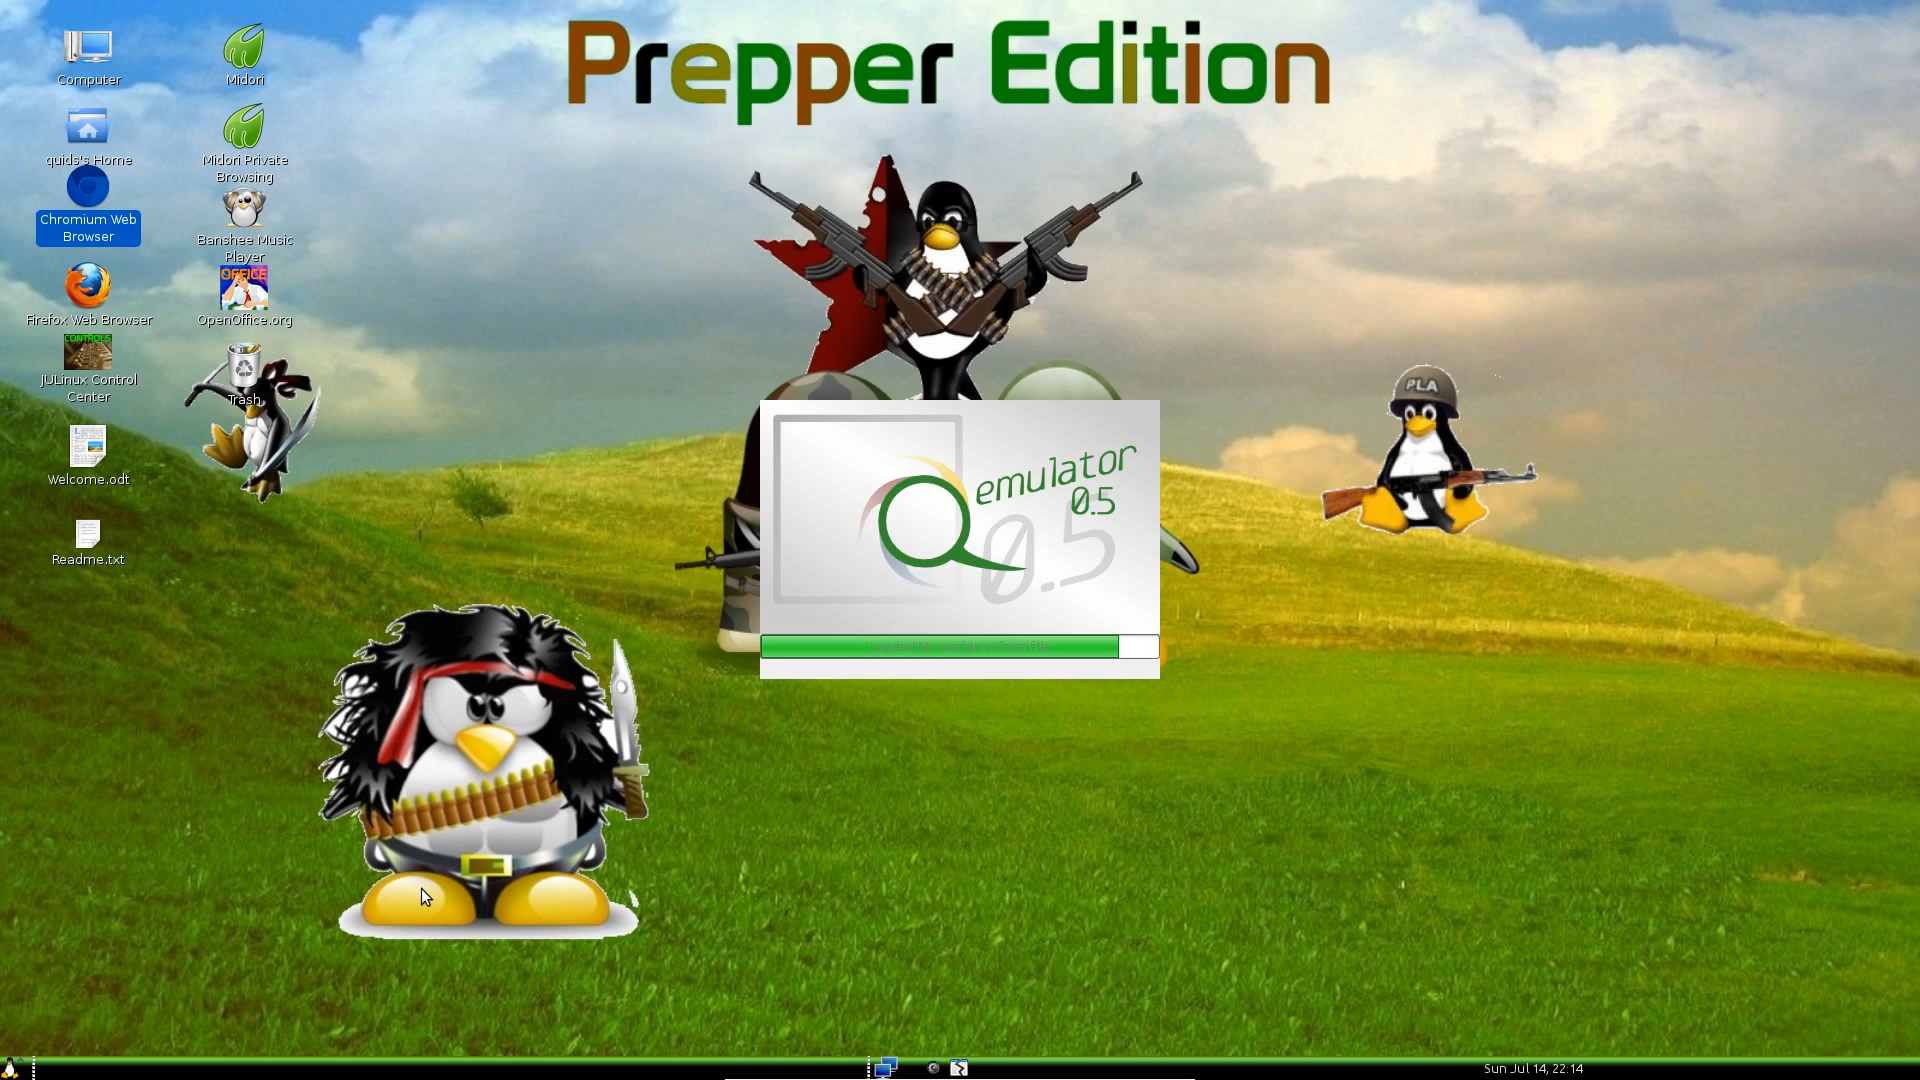 Prepper Edition
Computer
Midori
quids's Home
Midori Private
Browsing
Chromium Web
Browser
Banshee Music
Player
Firefox Web Browser
OFFICE
OpenOffice.org
CONTROLS
JULinux Control
Center
Trash
Welcome.odt
Readme.txt
PLA
emulator
0.5
0.5
Sun Jul 14, 22:14